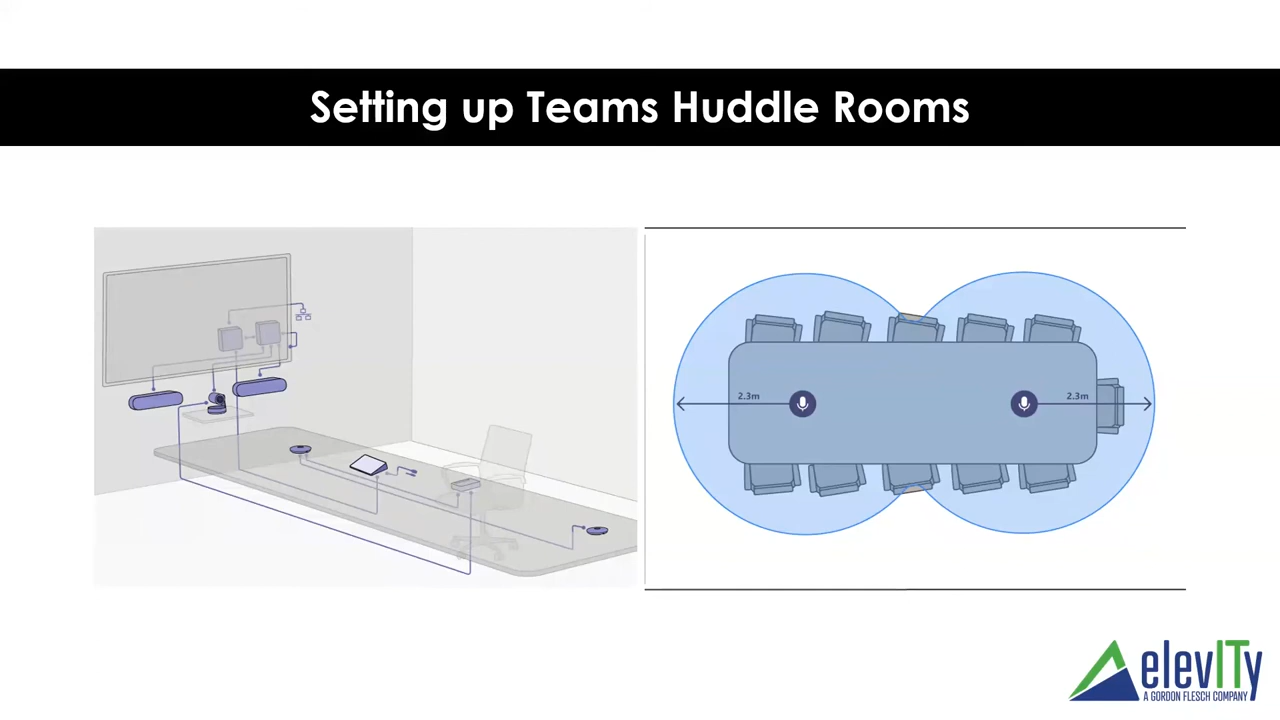 Setting up Teams Huddle Rooms
2.3m
2.3m
elevITy
A GORDON FLESCH COMPANY